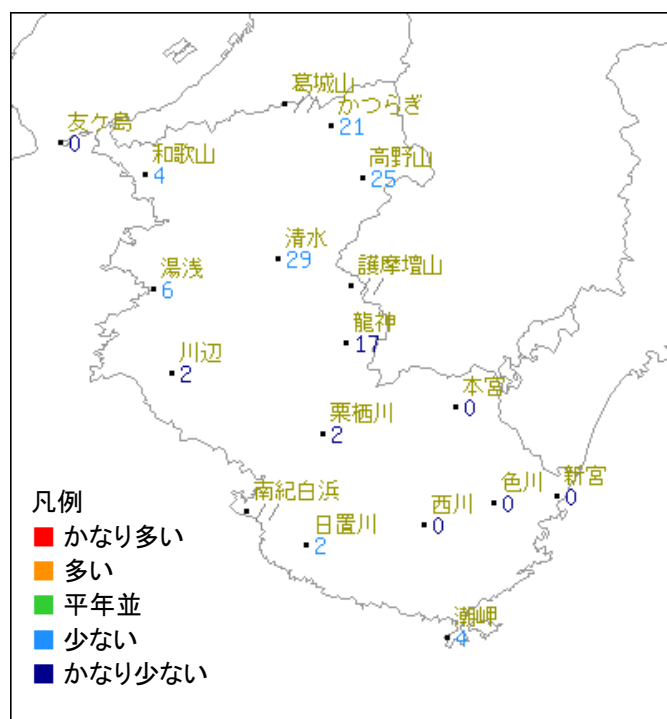 葛城山
かつらぎ
21
友ケ島
0
和歌山
4
高野山
25
清水
29
護摩壇山
//
湯浅
6
龍神
17
川辺
2
本宮
0
栗栖川
2
南紀白浜
//
日置川
2
西川
0
色川
0
新宮
0
潮岬
4
凡例
かなり多い
多い
平年並
少ない
かなり少ない